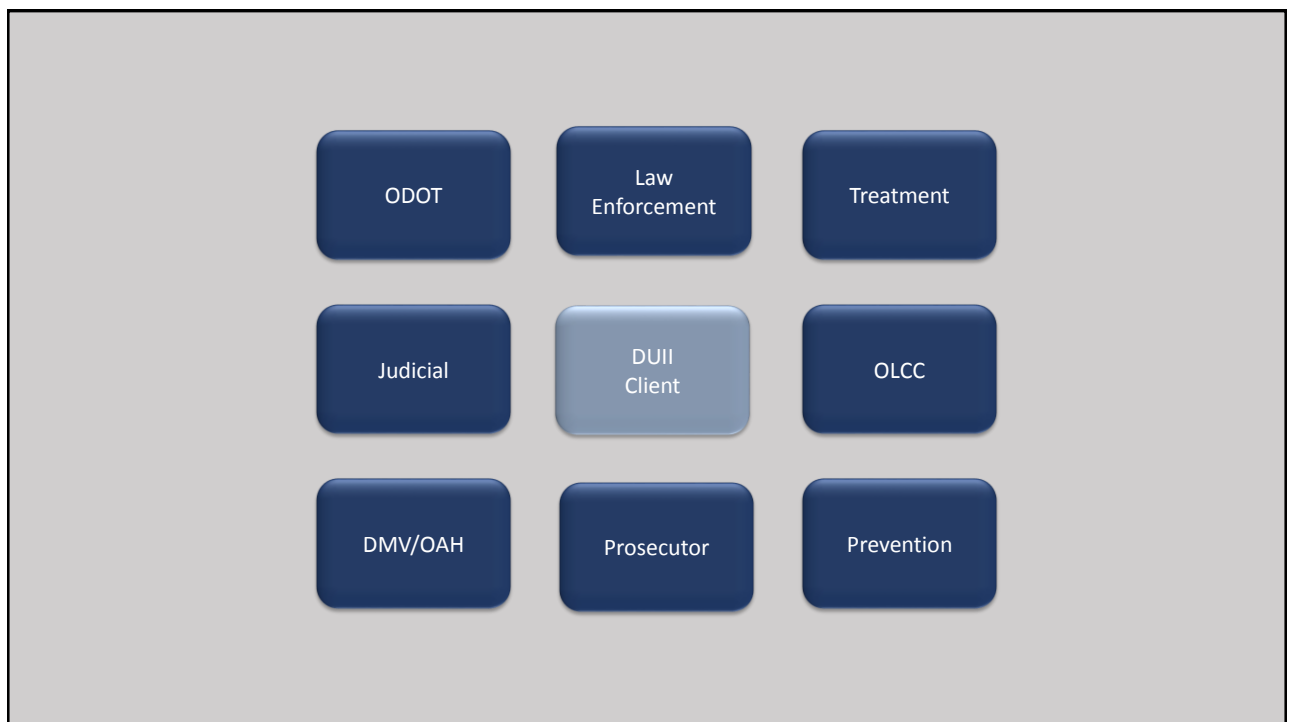 ODOT
Law
Enforcement
Treatment
Judicial
DUII
Client
OLCC
DMV/OAH
Prosecutor
Prevention